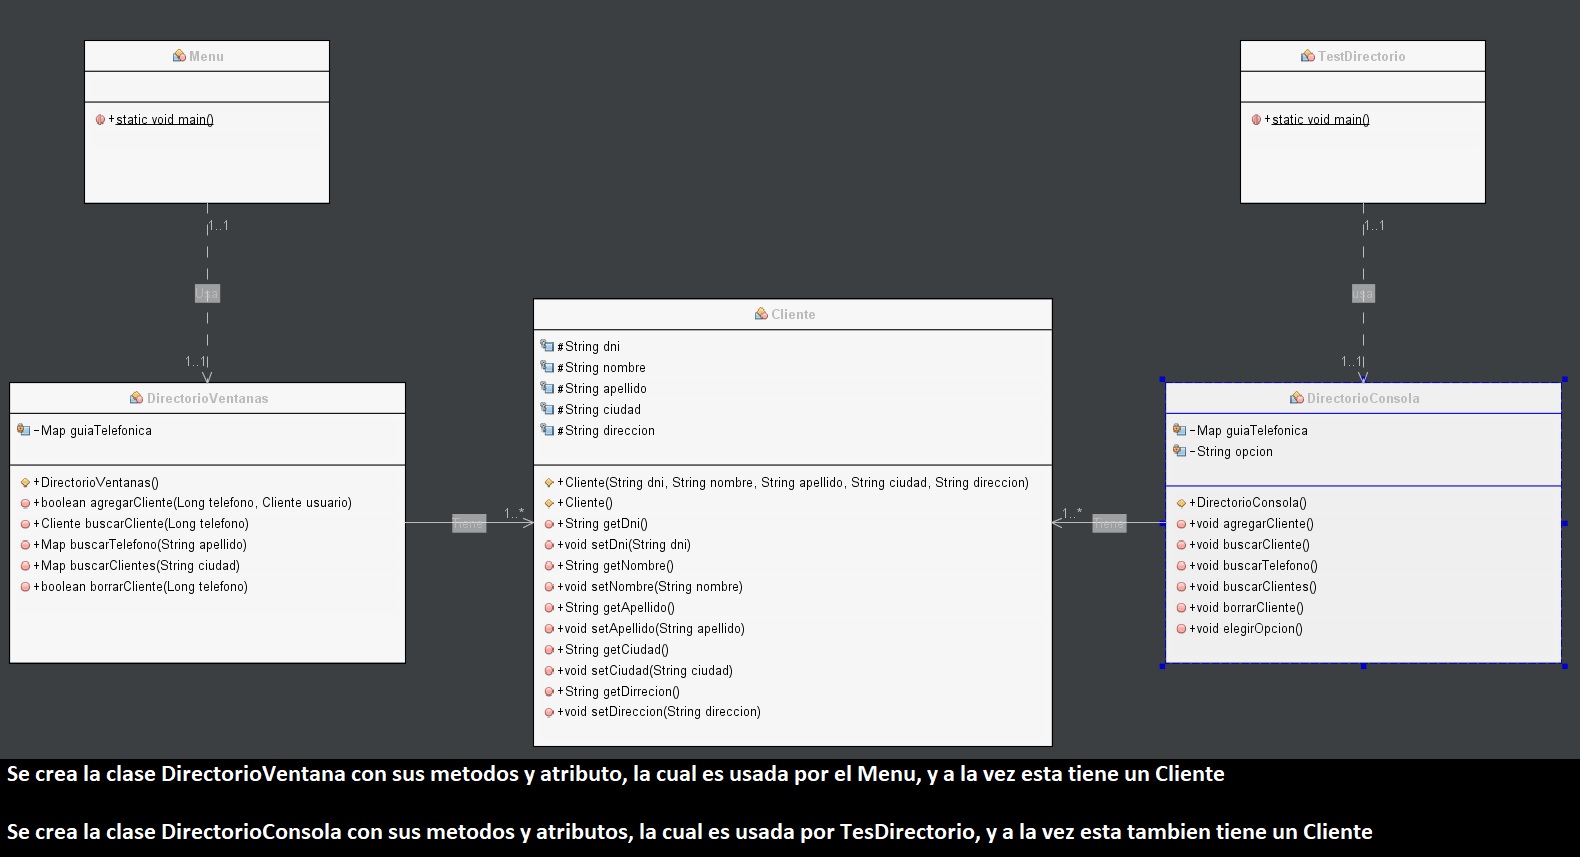 Menu
+static void main()
TestDirectorio
+static void main()
1..1
Usa
1..1
1..1
usa
1..1
DirectorioVentanas
-Map guiaTelefonica
+DirectorioVentanas()
+boolean agregarCliente(Long telefono, Cliente usuario)
+Cliente buscarCliente(Long telefono)
+Map buscarTelefono(String apellido)
+Map buscarClientes(String ciudad)
+boolean borrarCliente(Long telefono)
Tiene
1..*
Cliente
#String dni
#String nombre
#String apellido
#String ciudad
#String direccion
+Cliente(String dni, String nombre, String apellido, String ciudad, String direccion)
+Cliente()
+String getDni()
+void setDni(String dni)
+String getNombre()
+void setNombre(String nombre)
+String getApellido()
+void setApellido(String apellido)
+String getCiudad()
+void setCiudad(String ciudad)
+String getDirrecion()
+void setDireccion(String direccion)
1..*
Tiene
DirectorioConsola
-Map guiaTelefonica
-String opcion
+DirectorioConsola()
+void agregarCliente()
+void buscarCliente()
+void buscarTelefono()
+void buscarClientes()
+void borrarCliente()
+void elegirOpcion()
Se crea la clase DirectorioVentana con sus metodos y atributo, la cual es usada por el Menu, y a la vez esta tiene un Cliente
Se crea la clase DirectorioConsola con sus metodos y atributos, la cual es usada por TesDirectorio, y a la vez esta tambien tiene un Cliente